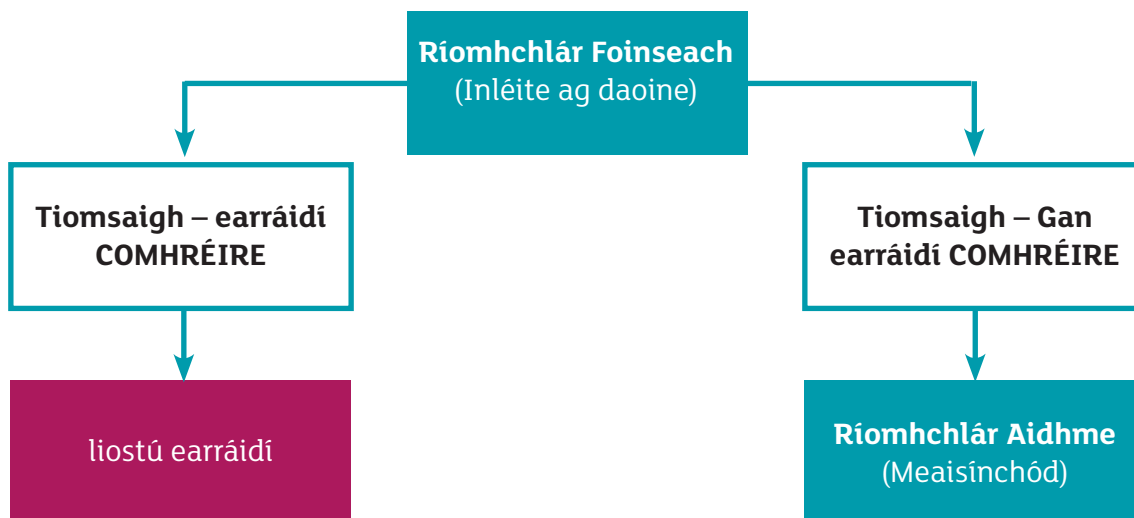 Ríomhchlár Foinseach
(Inléite ag daoine)
Tiomsaigh – earráidí
COMHRÉIRE
Tiomsaigh – Gan
earráidí COMHRÉIRE
liostú earráidí
Ríomhchlár Aidhme
(Meaisínchód)